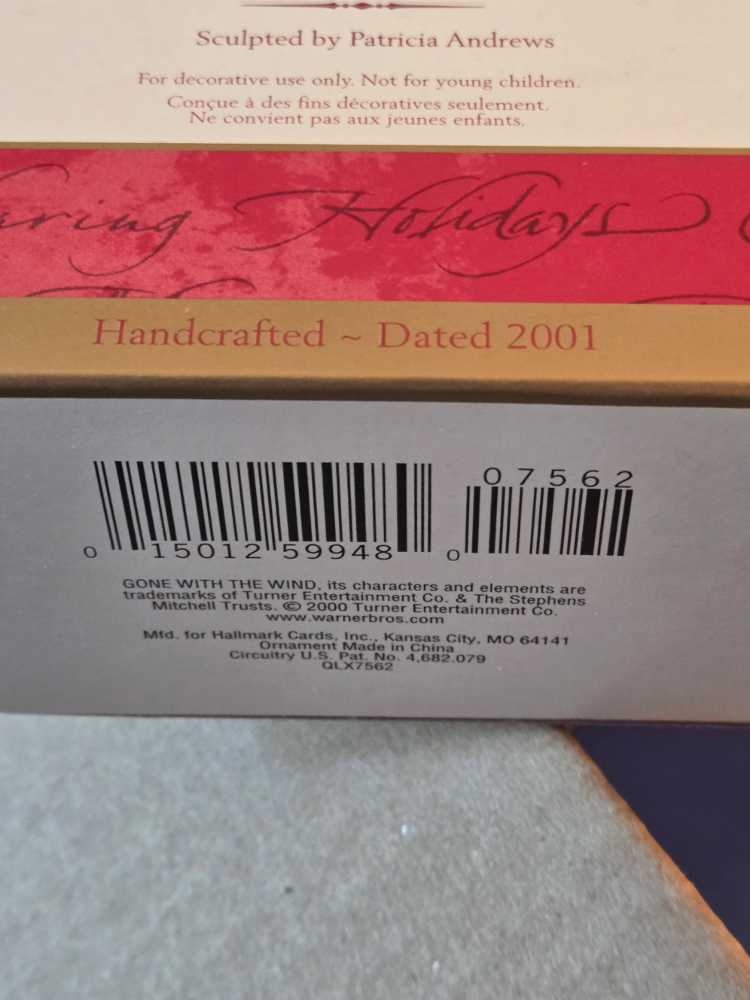 Sculpted by Patricia Andrews
For decorative use only. Not for young children.
Conçue à des fins décoratives seulement.
Ne convient pas aux jeunes enfants.
Holidays
Handcrafted ~ Dated 2001
07562
0 15012 59948 0
GONE WITH THE WIND, its characters and elements are
trademarks of Turner Entertainment Co. & The Stephens
Mitchell Trusts. © 2000 Turner Entertainment Co.
www.warnerbros.com
Mfd. for Hallmark Cards, Inc., Kansas City, MO 64141
Ornament Made in China
Circuitry U.S. Pat. No. 4,682,079
QLX7562